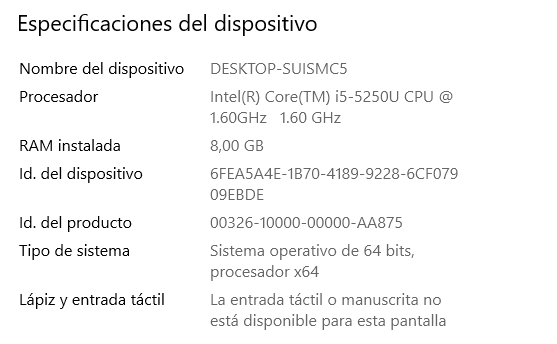 Especificaciones del dispositivo
Nombre del dispositivo DESKTOP-SUISMC5
Procesador Intel(R) Core(TM) i5-5250U CPU @
1.60GHz 1.60 GHz
RAM instalada 8,00 GB
Id. del dispositivo 6FEA5A4E-1B70-4189-9228-6CF079
09EBDE
Id. del producto 00326-10000-00000-AA875
Tipo de sistema Sistema operativo de 64 bits,
procesador x64
Lápiz y entrada táctil La entrada táctil o manuscrita no
está disponible para esta pantalla